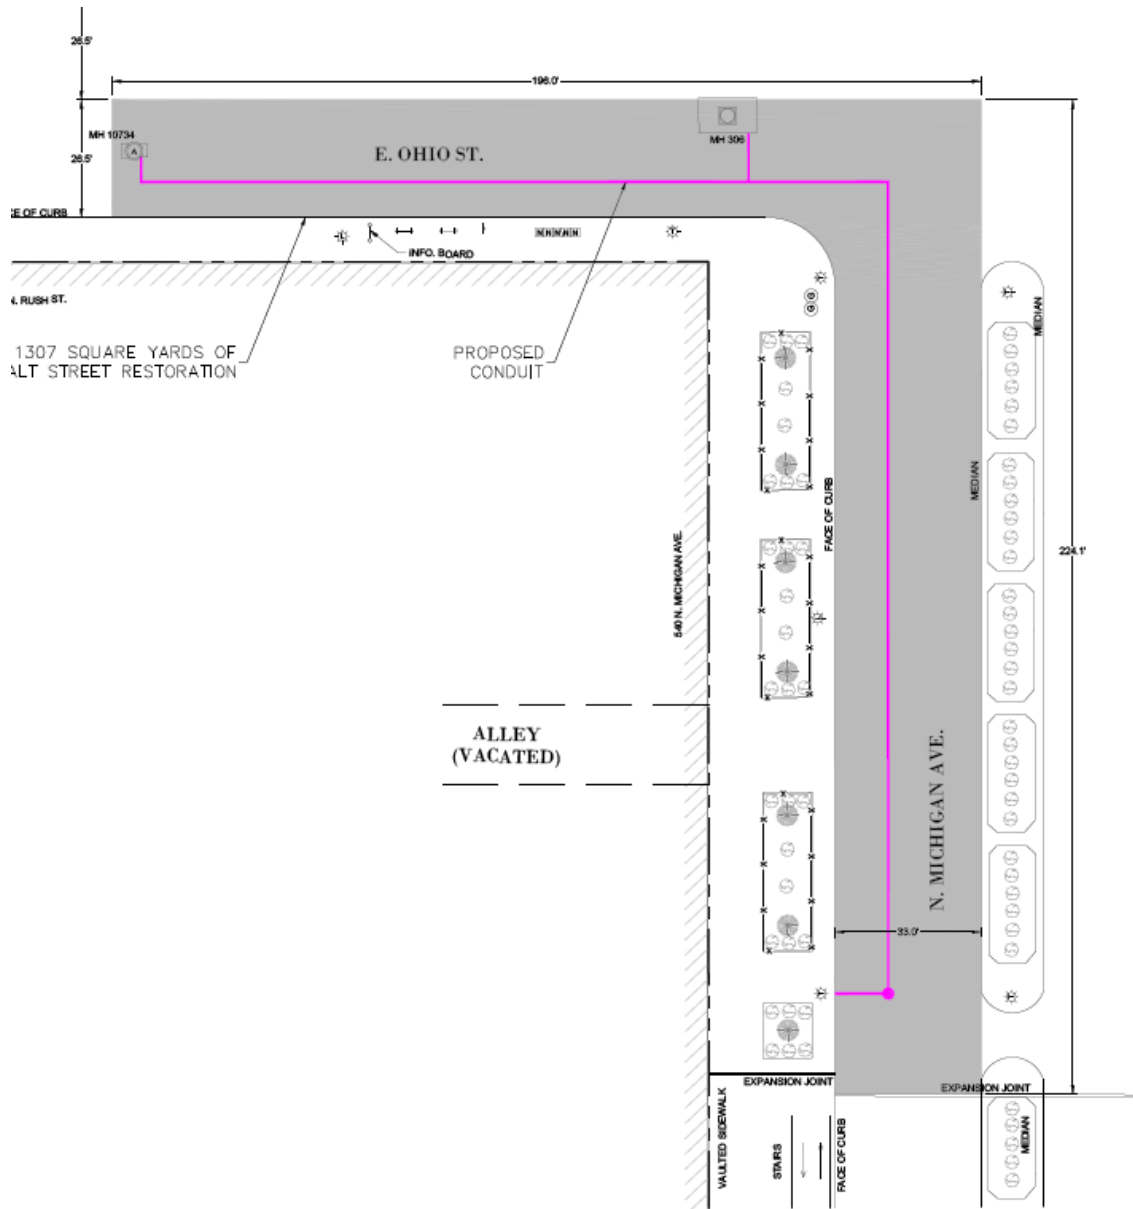 26.5'
196.0'
MH 10734
26.5'
A
E. OHIO ST.
MH 306
CE OF CURB
INFO. BOARD
N. RUSH ST.
1307 SQUARE YARDS OF
ALT STREET RESTORATION
PROPOSED
CONDUIT
MEDIAN
MEDIAN
FACE OF CURB
224.1'
540 N. MICHIGAN AVE.
ALLEY
(VACATED)
N. MICHIGAN AVE.
33.0'
EXPANSION JOINT
EXPANSION JOINT
VAULTED SIDEWALK
STAIRS
FACE OF CURB
MEDIAN